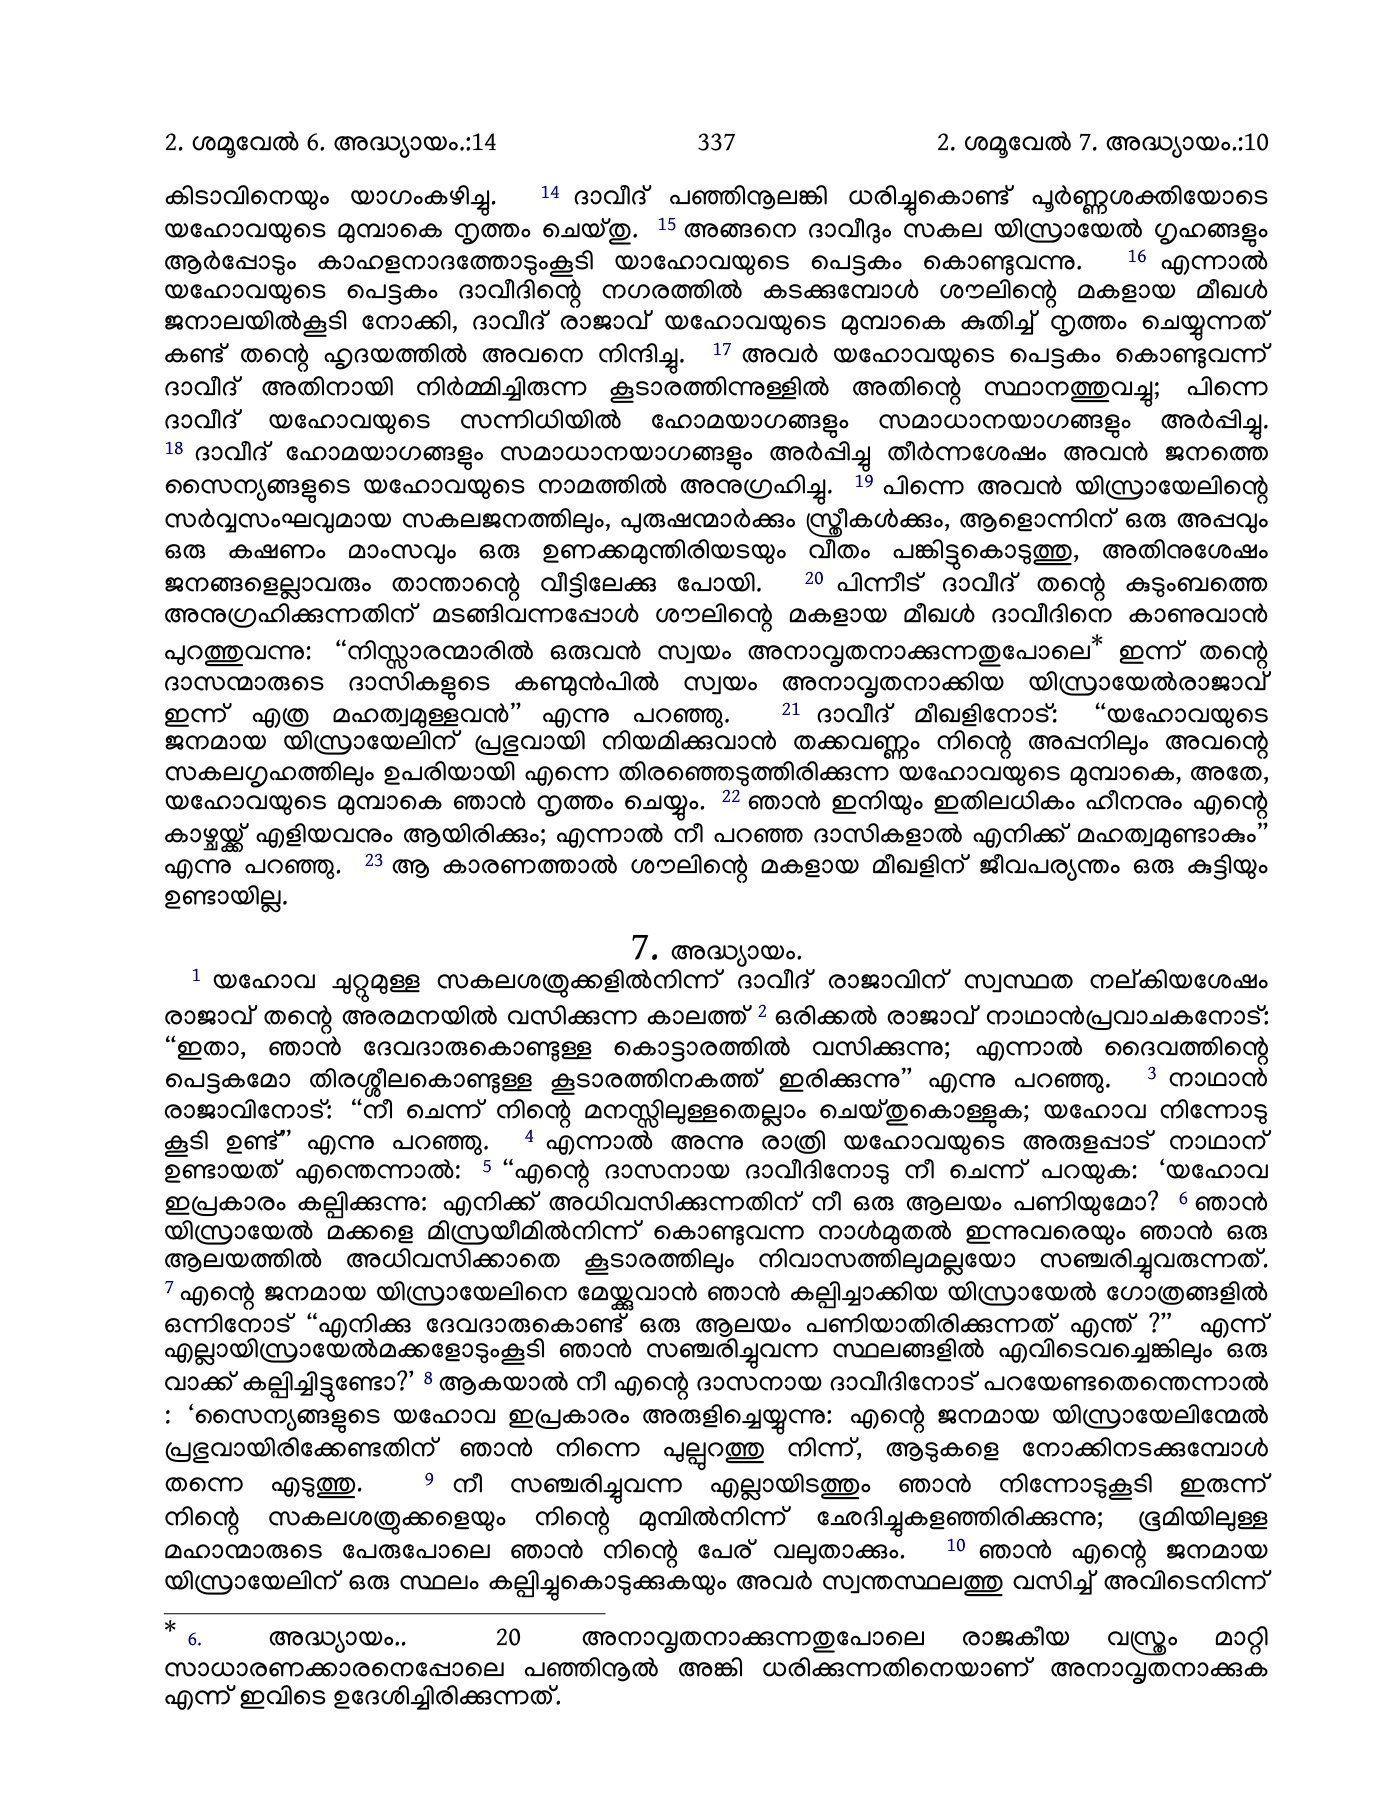 2. ശമൂവേൽ 6. അദ്ധ്യായം.:14 337 2. ശമൂവേൽ 7. അദ്ധ്യായം.:10
കിടാവിനെയും യാഗംകഴിച്ചു. 14 ദാവീദ് പഞ്ഞിനൂലങ്കി ധരിച്ചുകൊണ്ട് പൂർണ്ണശക്തിയോടെ
യഹോവയുടെ മുമ്പാകെ നൃത്തം ചെയ്തു. 15 അങ്ങനെ ദാവീദും സകല യിസ്രായേൽ ഗൃഹങ്ങളും
ആർപ്പോടും കാഹളനാദത്തോടുംകൂടി യാഹോവയുടെ പെട്ടകം കൊണ്ടുവന്നു. 16 എന്നാൽ
യഹോവയുടെ പെട്ടകം ദാവീദിന്റെ നഗരത്തിൽ കടക്കുമ്പോൾ ശൗലിന്റെ മകളായ മീഖൾ
ജനാലയിൽകൂടി നോക്കി, ദാവീദ് രാജാവ് യഹോവയുടെ മുമ്പാകെ കുതിച്ച് നൃത്തം ചെയ്യുന്നത്
കണ്ട് തന്റെ ഹൃദയത്തിൽ അവനെ നിന്ദിച്ചു. 17 അവർ യഹോവയുടെ പെട്ടകം കൊണ്ടുവന്ന്
ദാവീദ് അതിനായി നിർമ്മിച്ചിരുന്ന കൂടാരത്തിന്നുള്ളിൽ അതിന്റെ സ്ഥാനത്തുവച്ചു; പിന്നെ
ദാവീദ് യഹോവയുടെ സന്നിധിയിൽ ഹോമയാഗങ്ങളും സമാധാനയാഗങ്ങളും അർപ്പിച്ചു.
18 ദാവീദ് ഹോമയാഗങ്ങളും സമാധാനയാഗങ്ങളും അർപ്പിച്ചു തീർന്നശേഷം അവൻ ജനത്തെ
സൈന്യങ്ങളുടെ യഹോവയുടെ നാമത്തിൽ അനുഗ്രഹിച്ചു. 19 പിന്നെ അവൻ യിസ്രായേലിന്റെ
സർവ്വസംഘവുമായ സകലജനത്തിലും, പുരുഷന്മാർക്കും സ്ത്രീകൾക്കും, ആളൊന്നിന് ഒരു അപ്പവും
ഒരു കഷണം മാംസവും ഒരു ഉണക്കമുന്തിരിയടയും വീതം പങ്കിട്ടുകൊടുത്തു, അതിനുശേഷം
ജനങ്ങളെല്ലാവരും താന്താന്റെ വീട്ടിലേക്കു പോയി. 20 പിന്നീട് ദാവീദ് തന്റെ കുടുംബത്തെ
അനുഗ്രഹിക്കുന്നതിന് മടങ്ങിവന്നപ്പോൾ ശൗലിന്റെ മകളായ മീഖൾ ദാവീദിനെ കാണുവാൻ
പുറത്തുവന്നു: “നിസ്സാരന്മാരിൽ ഒരുവൻ സ്വയം അനാവൃതനാക്കുന്നതുപോലെ* ഇന്ന് തന്റെ
ദാസന്മാരുടെ ദാസികളുടെ കണ്മുൻപിൽ സ്വയം അനാവൃതനാക്കിയ യിസ്രായേൽരാജാവ്
ഇന്ന് എത്ര മഹത്വമുള്ളവൻ” എന്നു പറഞ്ഞു. 21 ദാവീദ് മീഖളിനോട്: “യഹോവയുടെ
ജനമായ യിസ്രായേലിന് പ്രഭുവായി നിയമിക്കുവാൻ തക്കവണ്ണം നിന്റെ അപ്പനിലും അവന്റെ
സകലഗൃഹത്തിലും ഉപരിയായി എന്നെ തിരഞ്ഞെടുത്തിരിക്കുന്ന യഹോവയുടെ മുമ്പാകെ, അതേ,
യഹോവയുടെ മുമ്പാകെ ഞാൻ നൃത്തം ചെയ്യും. 22 ഞാൻ ഇനിയും ഇതിലധികം ഹീനനും എന്റെ
കാഴ്ചയ്ക്ക് എളിയവനും ആയിരിക്കും; എന്നാൽ നീ പറഞ്ഞ ദാസികളാൽ എനിക്ക് മഹത്വമുണ്ടാകും”
എന്നു പറഞ്ഞു. 23 ആ കാരണത്താൽ ശൗലിന്റെ മകളായ മീഖളിന് ജീവപര്യന്തം ഒരു കുട്ടിയും
ഉണ്ടായില്ല.
7. അദ്ധ്യായം.
1 യഹോവ ചുറ്റുമുള്ള സകലശത്രുക്കളിൽനിന്ന് ദാവീദ് രാജാവിന് സ്വസ്ഥത നല്കിയശേഷം
രാജാവ് തന്റെ അരമനയിൽ വസിക്കുന്ന കാലത്ത് 2 ഒരിക്കൽ രാജാവ് നാഥാൻപ്രവാചകനോട്:
“ഇതാ, ഞാൻ ദേവദാരുകൊണ്ടുള്ള കൊട്ടാരത്തിൽ വസിക്കുന്നു; എന്നാൽ ദൈവത്തിന്റെ
പെട്ടകമോ തിരശ്ശീലകൊണ്ടുള്ള കൂടാരത്തിനകത്ത് ഇരിക്കുന്നു” എന്നു പറഞ്ഞു. 3 നാഥാൻ
രാജാവിനോട്: “നീ ചെന്ന് നിന്റെ മനസ്സിലുള്ളതെല്ലാം ചെയ്തുകൊള്ളുക; യഹോവ നിന്നോടു
കൂടി ഉണ്ട്” എന്നു പറഞ്ഞു. 4 എന്നാൽ അന്നു രാത്രി യഹോവയുടെ അരുളപ്പാട് നാഥാന്
ഉണ്ടായത് എന്തെന്നാൽ: 5 “എന്റെ ദാസനായ ദാവീദിനോടു നീ ചെന്ന് പറയുക: ‘യഹോവ
ഇപ്രകാരം കല്പിക്കുന്നു: എനിക്ക് അധിവസിക്കുന്നതിന് നീ ഒരു ആലയം പണിയുമോ? 6 ഞാൻ
യിസ്രായേൽ മക്കളെ മിസ്രയീമിൽനിന്ന് കൊണ്ടുവന്ന നാൾമുതൽ ഇന്നുവരെയും ഞാൻ ഒരു
ആലയത്തിൽ അധിവസിക്കാതെ കൂടാരത്തിലും നിവാസത്തിലുമല്ലയോ സഞ്ചരിച്ചുവരുന്നത്.
7 എന്റെ ജനമായ യിസ്രായേലിനെ മേയ്ക്കുവാൻ ഞാൻ കല്പിച്ചാക്കിയ യിസ്രായേൽ ഗോത്രങ്ങളിൽ
ഒന്നിനോട് “എനിക്കു ദേവദാരുകൊണ്ട് ഒരു ആലയം പണിയാതിരിക്കുന്നത് എന്ത് ?” എന്ന്
എല്ലായിസ്രായേൽമക്കളോടുംകൂടി ഞാൻ സഞ്ചരിച്ചുവന്ന സ്ഥലങ്ങളിൽ എവിടെവച്ചെങ്കിലും ഒരു
വാക്ക് കല്പിച്ചിട്ടുണ്ടോ?’ 8 ആകയാൽ നീ എന്റെ ദാസനായ ദാവീദിനോട് പറയേണ്ടതെന്തെന്നാൽ
: ‘സൈന്യങ്ങളുടെ യഹോവ ഇപ്രകാരം അരുളിച്ചെയ്യുന്നു: എന്റെ ജനമായ യിസ്രായേലിന്മേൽ
പ്രഭുവായിരിക്കേണ്ടതിന് ഞാൻ നിന്നെ പുല്പുറത്തു നിന്ന്, ആടുകളെ നോക്കിനടക്കുമ്പോൾ
തന്നെ എടുത്തു. 9 നീ സഞ്ചരിച്ചുവന്ന എല്ലായിടത്തും ഞാൻ നിന്നോടുകൂടി ഇരുന്ന്
നിന്റെ സകലശത്രുക്കളെയും നിന്റെ മുമ്പിൽനിന്ന് ഛേദിച്ചുകളഞ്ഞിരിക്കുന്നു; ഭൂമിയിലുള്ള
മഹാന്മാരുടെ പേരുപോലെ ഞാൻ നിന്റെ പേര് വലുതാക്കും. 10 ഞാൻ എന്റെ ജനമായ
യിസ്രായേലിന് ഒരു സ്ഥലം കല്പിച്ചുകൊടുക്കുകയും അവർ സ്വന്തസ്ഥലത്തു വസിച്ച് അവിടെനിന്ന്
* 6. അദ്ധ്യായം.. 20 അനാവൃതനാക്കുന്നതുപോലെ രാജകീയ വസ്ത്രം മാറ്റി
സാധാരണക്കാരനെപ്പോലെ പഞ്ഞിനൂൽ അങ്കി ധരിക്കുന്നതിനെയാണ് അനാവൃതനാക്കുക
എന്ന് ഇവിടെ ഉദേശിച്ചിരിക്കുന്നത്.